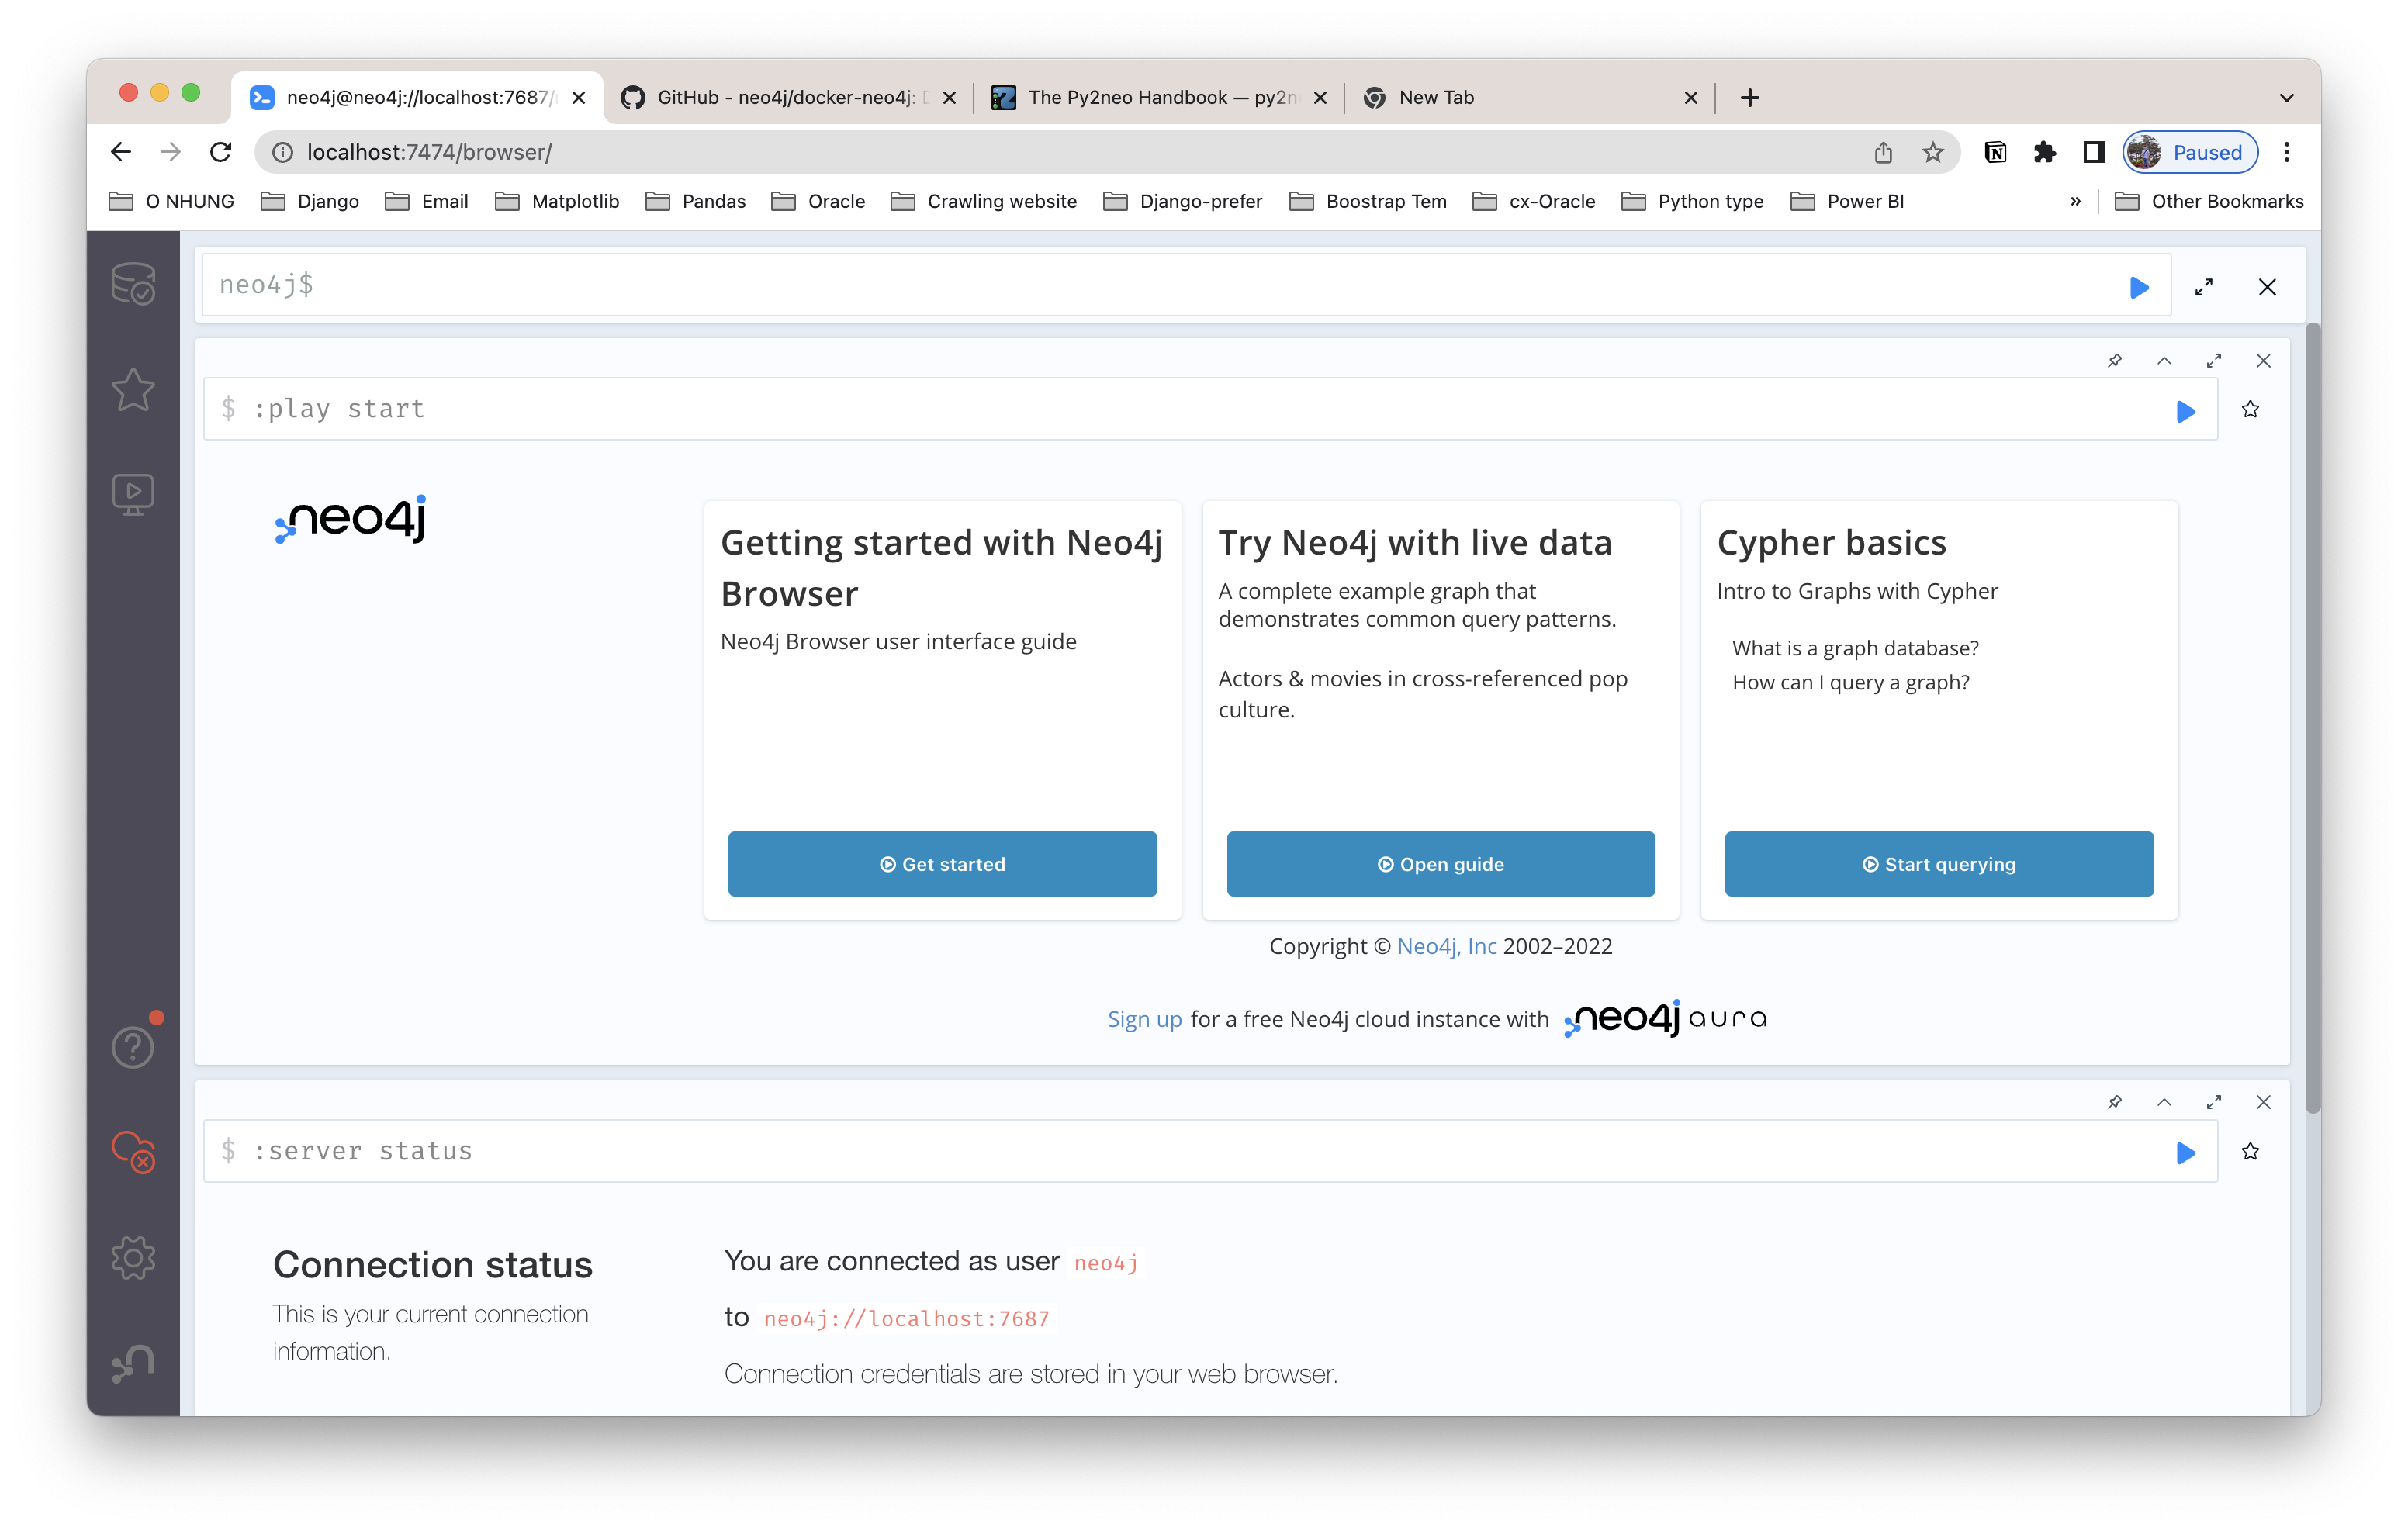 neo4j@neo4j://localhost:7687/
GitHub - neo4j/docker-neo4j:
The Py2neo Handbook — py2n
New Tab
localhost:7474/browser/
Paused
O NHUNG
Django
Email
Matplotlib
Pandas
Oracle
Crawling website
Django-prefer
Boostrap Tem
cx-Oracle
Python type
Power BI
»
Other Bookmarks
neo4j$
$ :play start
neo4j
Getting started with Neo4j
Browser
Neo4j Browser user interface guide
Get started
Try Neo4j with live data
A complete example graph that
demonstrates common query patterns.
Actors & movies in cross-referenced pop
culture.
Open guide
Cypher basics
Intro to Graphs with Cypher
What is a graph database?
How can I query a graph?
Start querying
Copyright © Neo4j, Inc 2002–2022
Sign up for a free Neo4j cloud instance with neo4j aura
$ :server status
Connection status
This is your current connection
information.
You are connected as user neo4j
to neo4j://localhost:7687
Connection credentials are stored in your web browser.